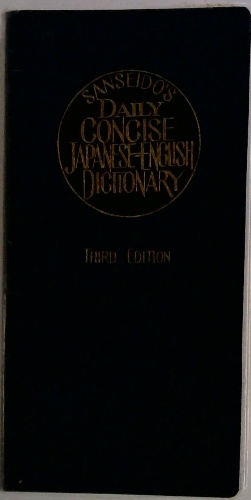 SANSEIDO'S
DAILY
CONCISE
JAPANESE-ENGLISH
DICTIONARY
THIRD EDITION